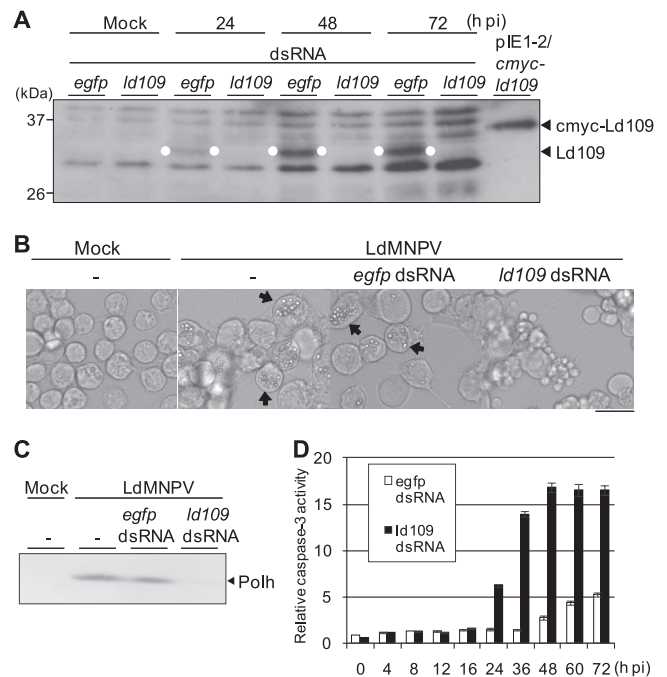 A
Mock 24 48 72 (h pi)
dsRNA
pIE1-2/
cmyc-
ld109
egfp ld109 egfp ld109 egfp ld109 egfp ld109
(kDa)
37
26
cmyc-Ld109
Ld109
B
Mock LdMNPV
- - egfp dsRNA ld109 dsRNA
C
Mock LdMNPV
- - egfp dsRNA ld109 dsRNA
Polh
D
Relative caspase-3 activity
20
15
10
5
0
egfp
dsRNA
ld109
dsRNA
0 4 8 12 16 24 36 48 60 72 (h pi)